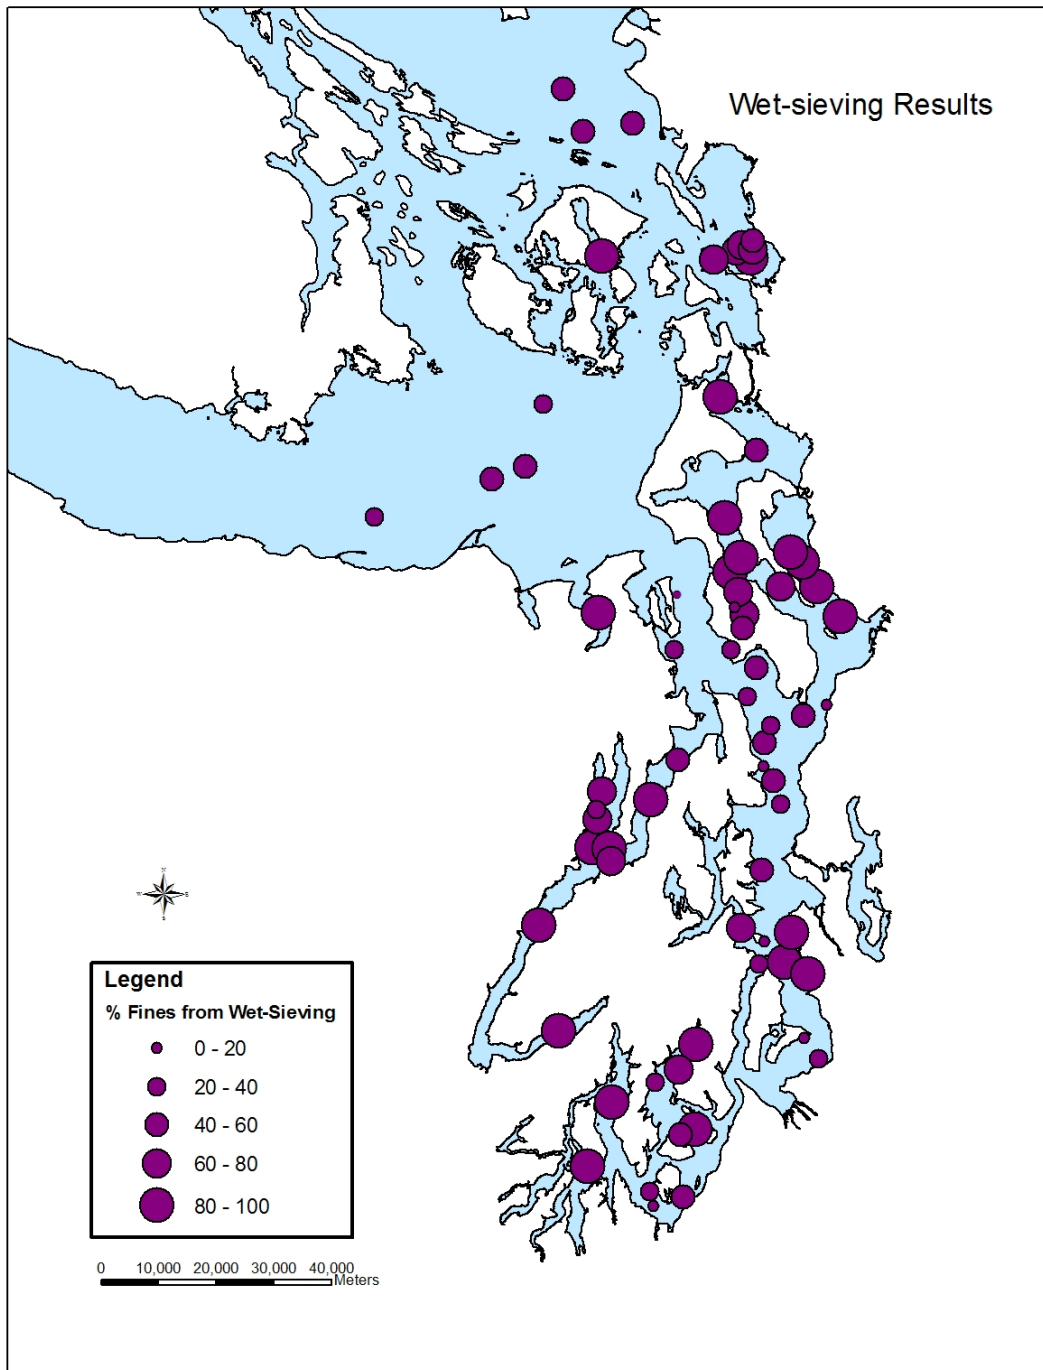 Wet-sieving Results
Legend
% Fines from Wet-Sieving
0 - 20
20 - 40
40 - 60
60 - 80
80 - 100
0 10,000 20,000 30,000 40,000
Meters